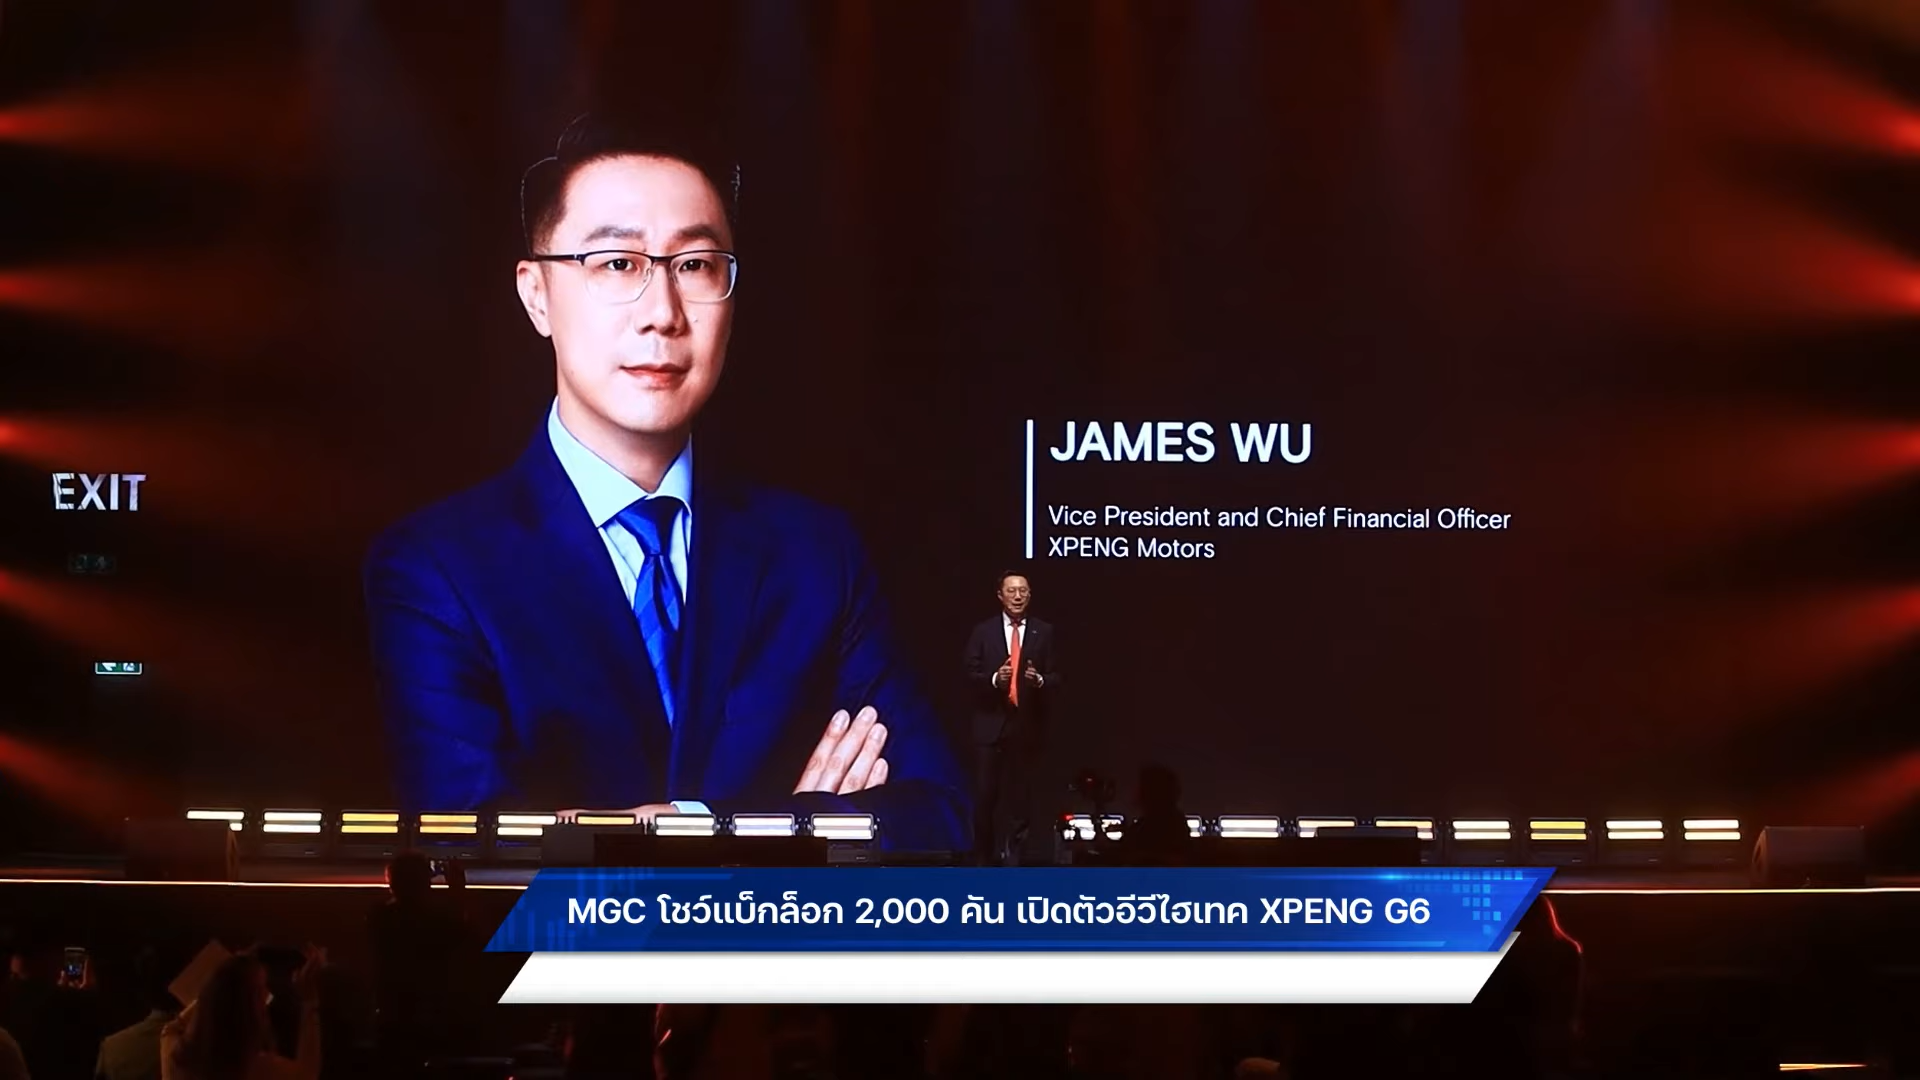 JAMES WU
Vice President and Chief Financial Officer
XPENG Motors
EXIT
MGC โชว์แบ็กล็อก 2,000 คัน เปิดตัวอีวีไฮเทค XPENG G6